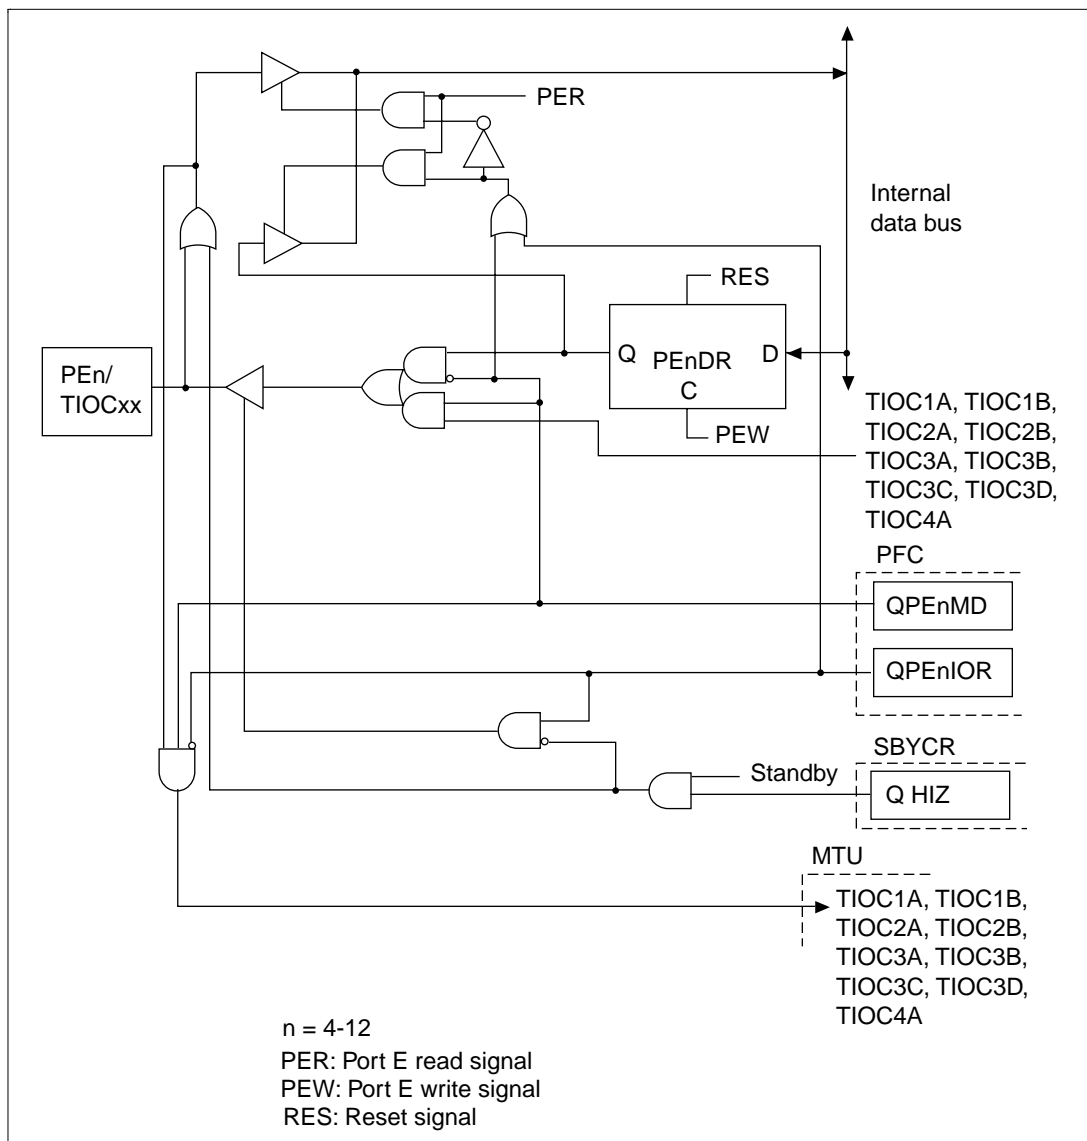 PER
Internal
data bus
RES
Q
PEnDR
D
C
PEW
PEn/
TIOCxx
TIOC1A, TIOC1B,
TIOC2A, TIOC2B,
TIOC3A, TIOC3B,
TIOC3C, TIOC3D,
TIOC4A
PFC
QPEnMD
QPEnIOR
SBYCR
Standby
Q HIZ
MTU
TIOC1A, TIOC1B,
TIOC2A, TIOC2B,
TIOC3A, TIOC3B,
TIOC3C, TIOC3D,
TIOC4A
n = 4-12
PER: Port E read signal
PEW: Port E write signal
RES: Reset signal